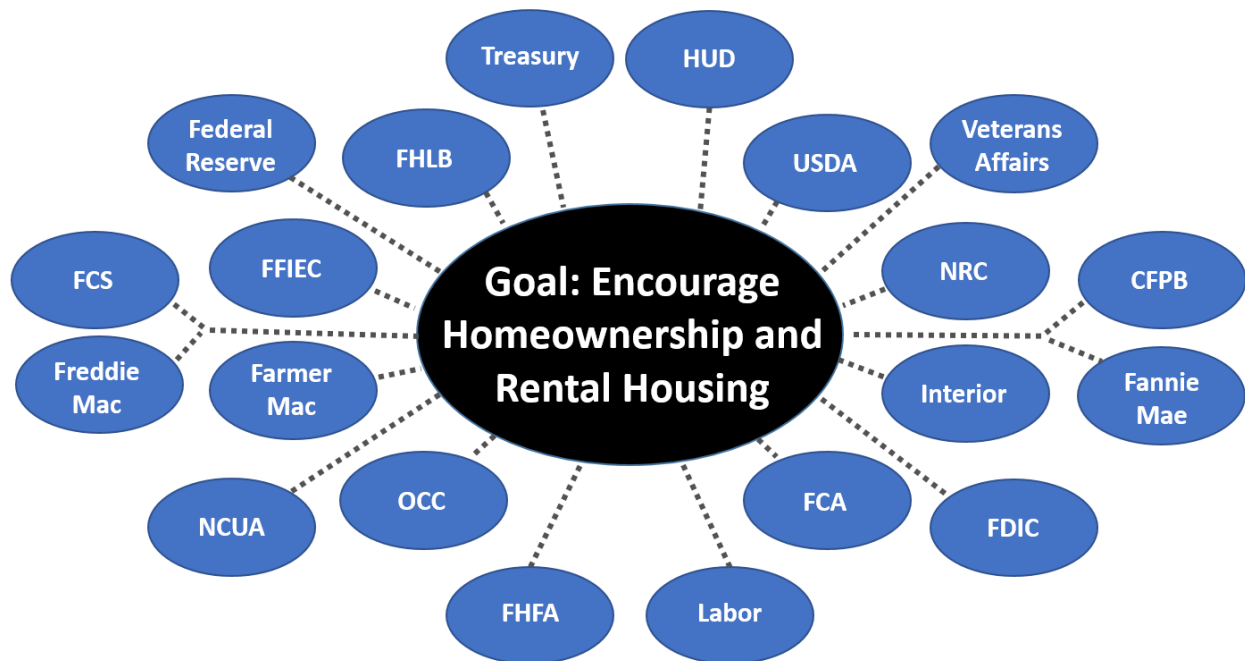 Treasury
HUD
Federal
Reserve
FHLB
USDA
Veterans
Affairs
FCS
FFIEC
Goal: Encourage
Homeownership and
Rental Housing
NRC
CFPB
Freddie
Mac
Farmer
Mac
Interior
Fannie
Mae
NCUA
OCC
FCA
FDIC
FHFA
Labor